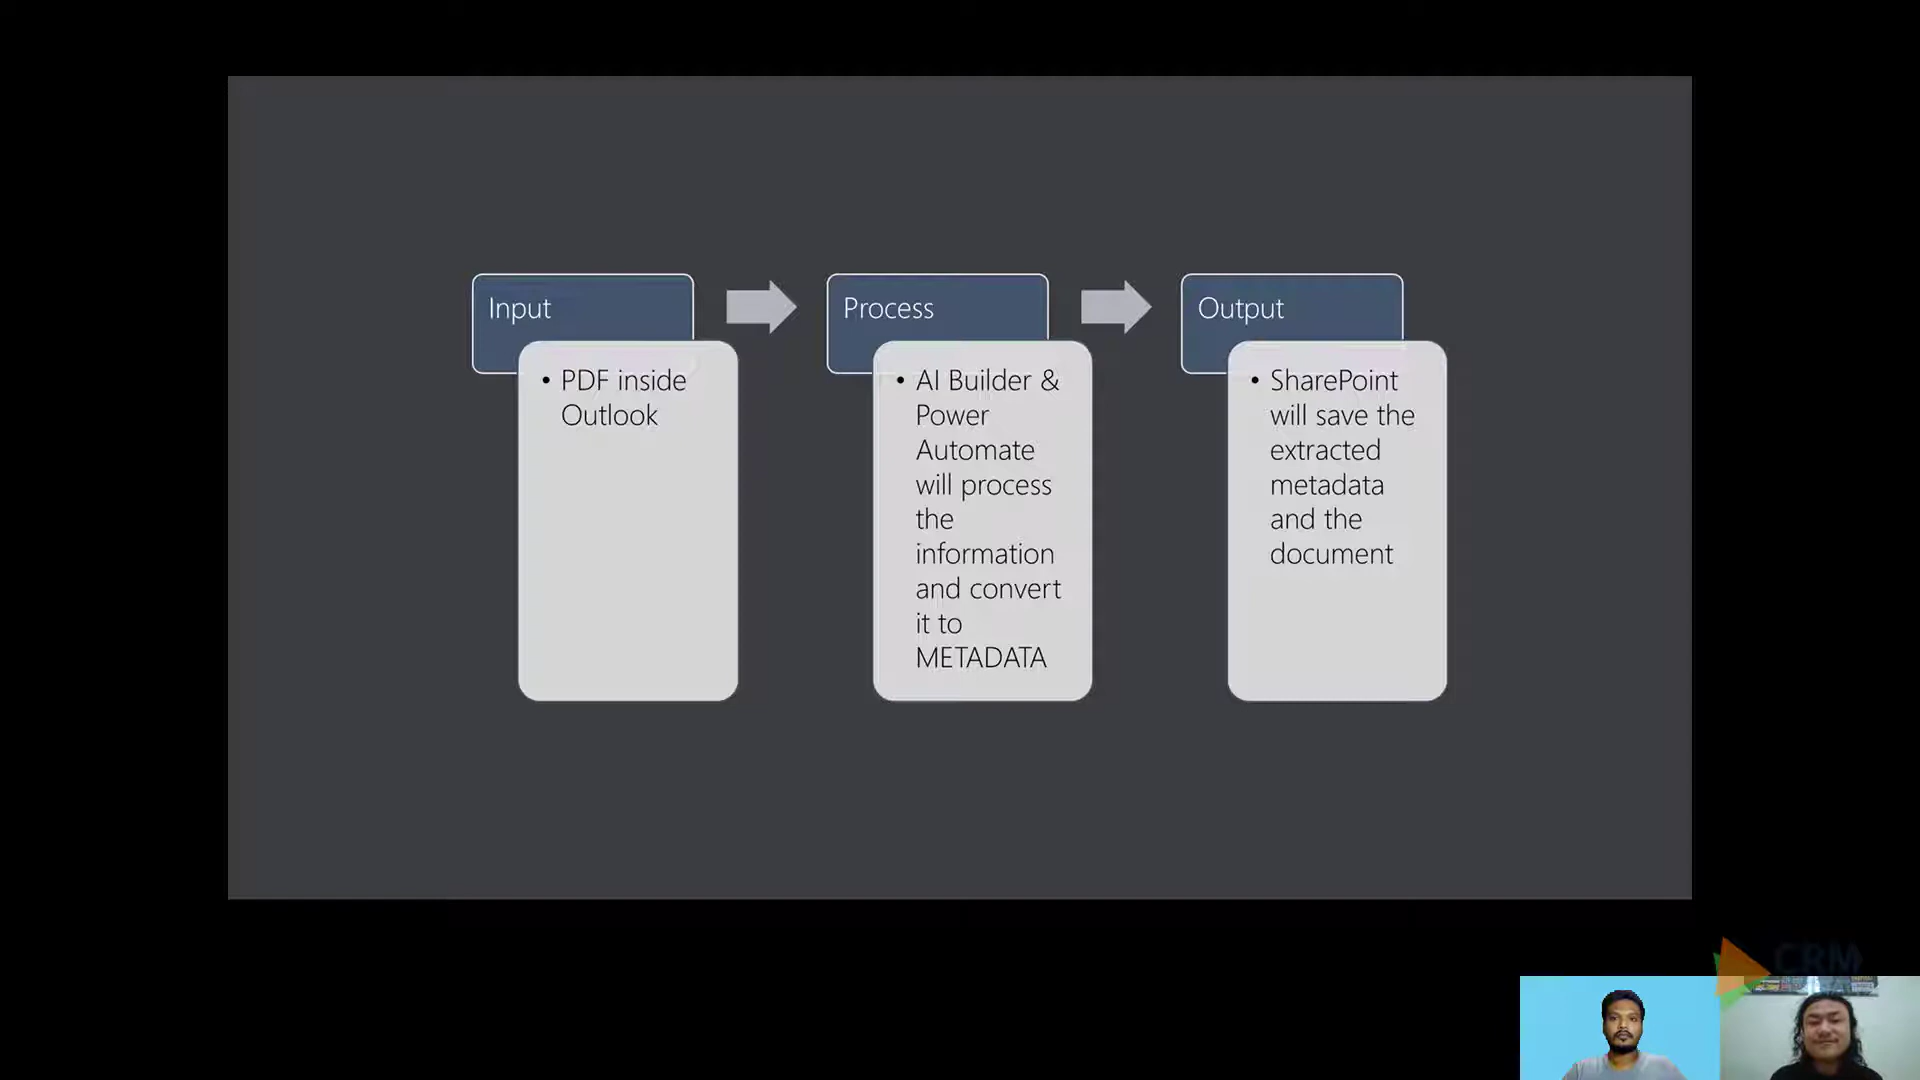 Input
• PDF inside
Outlook
Process
• AI Builder &
Power
Automate
will process
the
information
and convert
it to
METADATA
Output
• SharePoint
will save the
extracted
metadata
and the
document
CRM